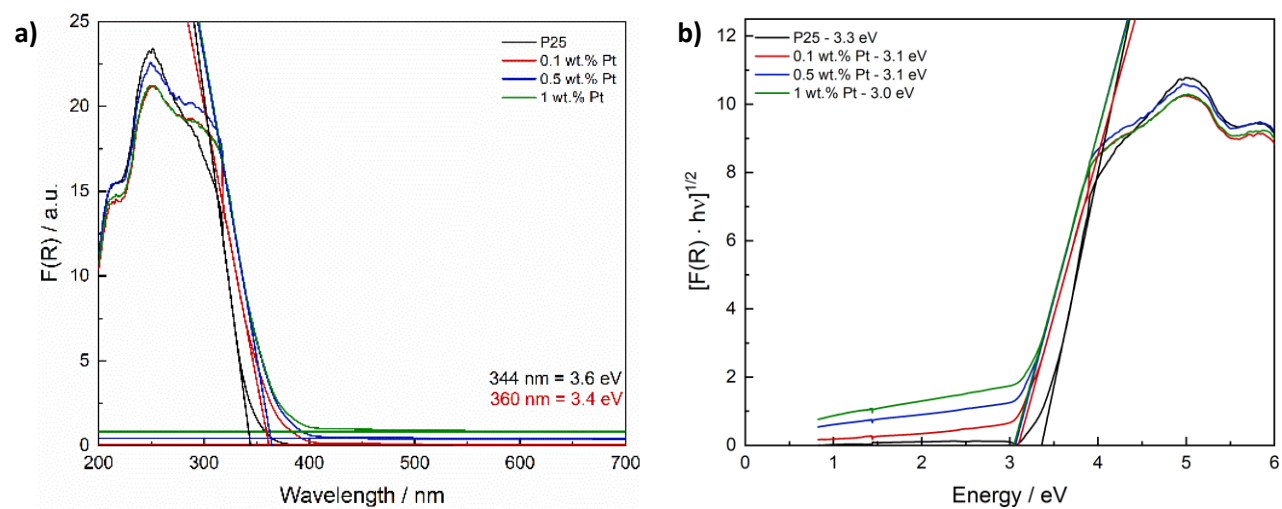 a)
F(R) / a.u.
25
20
15
10
5
0
P25
0.1 wt.% Pt
0.5 wt.% Pt
1 wt.% Pt
344 nm = 3.6 eV
360 nm = 3.4 eV
200 300 400 500 600 700
Wavelength / nm
b)
[F(R) · hν]1/2
12
10
8
6
4
2
0
P25 - 3.3 eV
0.1 wt.% Pt - 3.1 eV
0.5 wt.% Pt - 3.1 eV
1 wt.% Pt - 3.0 eV
0 1 2 3 4 5 6
Energy / eV